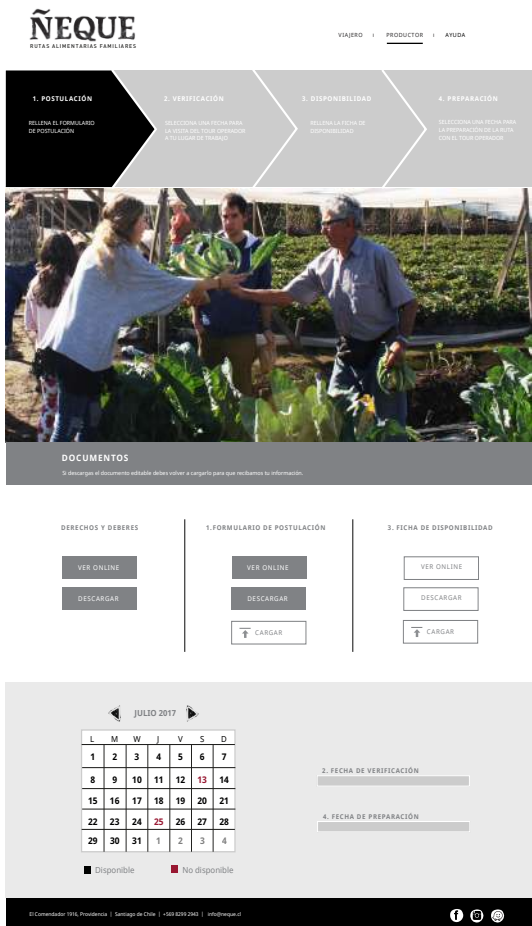 ÑEQUE
RUTAS ALIMENTARIAS FAMILIARES
VIAJERO | PRODUCTOR | AYUDA
1. POSTULACIÓN
RELLENA EL FORMULARIO
DE POSTULACIÓN
2. VERIFICACIÓN
SELECCIONA UNA FECHA PARA
LA VISITA DEL TOUR OPERADOR
A TU LUGAR DE TRABAJO
3. DISPONIBILIDAD
RELLENA LA FICHA DE
DISPONIBILIDAD
4. PREPARACIÓN
SELECCIONA UNA FECHA PARA
LA PREPARACIÓN DE LA RUTA
CON EL TOUR OPERADOR
DOCUMENTOS
Si descargas el documento editable debes volver a cargarlo para que recibamos tu información.
DERECHOS Y DEBERES
VER ONLINE
DESCARGAR
1.FORMULARIO DE POSTULACIÓN
VER ONLINE
DESCARGAR
CARGAR
3. FICHA DE DISPONIBILIDAD
VER ONLINE
DESCARGAR
CARGAR
JULIO 2017
L M W J V S D
1 2 3 4 5 6 7
8 9 10 11 12 13 14
15 16 17 18 19 20 21
22 23 24 25 26 27 28
29 30 31 1 2 3 4
Disponible No disponible
2. FECHA DE VERIFICACIÓN
4. FECHA DE PREPARACIÓN
El Comendador 1916, Providencia | Santiago de Chile | +569 8299 2943 | info@neque.cl